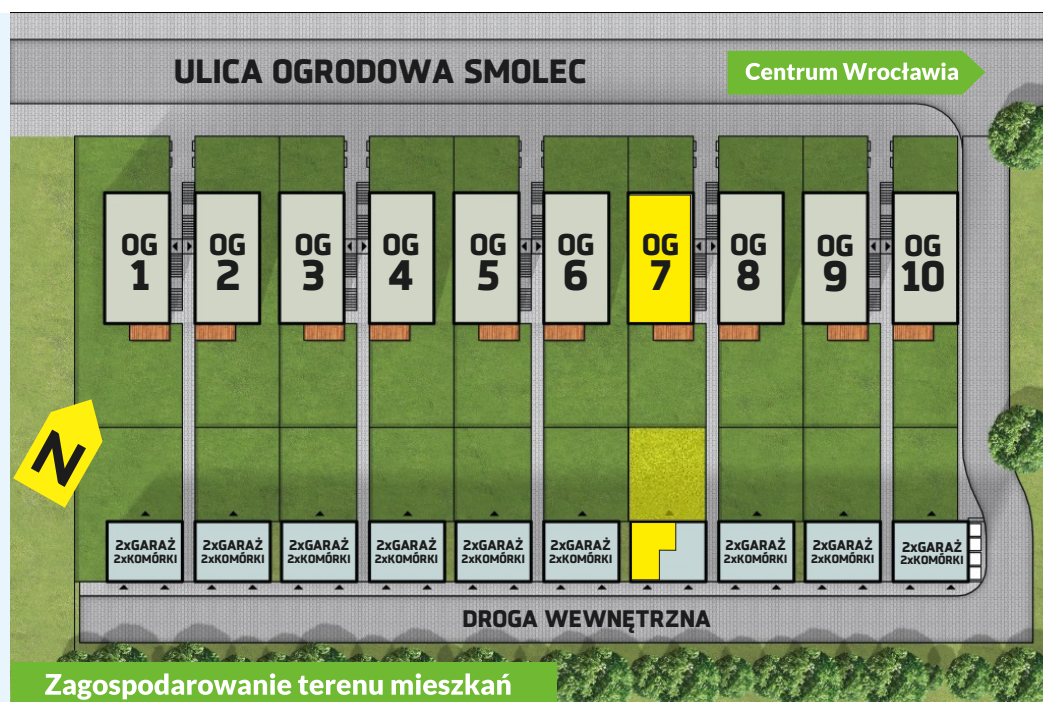 ULICA OGRODOWA SMOLEC
Centrum Wrocławia
OG
1
OG
2
OG
3
OG
4
OG
5
OG
6
OG
7
OG
8
OG
9
OG
10
N
2xGARAŻ
2xKOMÓRKI
2xGARAŻ
2xKOMÓRKI
2xGARAŻ
2xKOMÓRKI
2xGARAŻ
2xKOMÓRKI
2xGARAŻ
2xKOMÓRKI
2xGARAŻ
2xKOMÓRKI
2xGARAŻ
2xKOMÓRKI
2xGARAŻ
2xKOMÓRKI
2xGARAŻ
2xKOMÓRKI
DROGA WEWNĘTRZNA
Zagospodarowanie terenu mieszkań